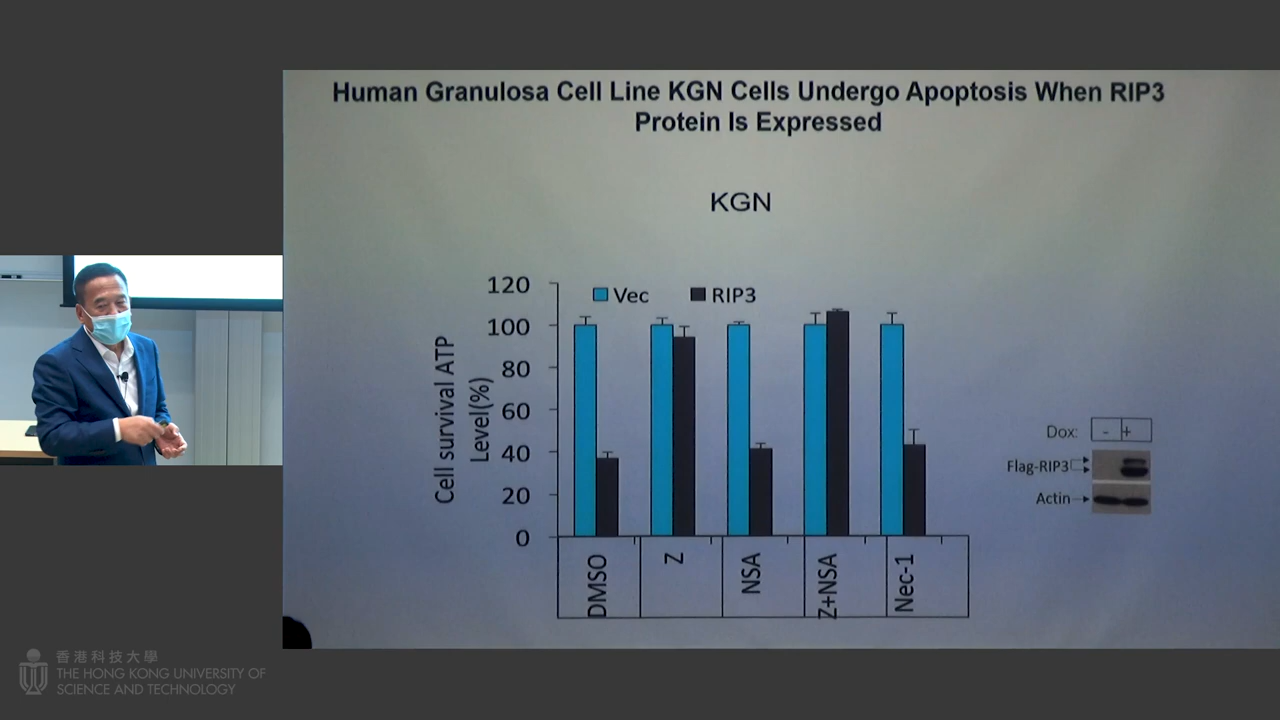 Human Granulosa Cell Line KGN Cells Undergo Apoptosis When RIP3
Protein Is Expressed
KGN
Vec
RIP3
Cell survival ATP
Level(%)
120
100
80
60
40
20
0
DMSO
Z
NSA
Z+NSA
Nec-1
Dox: - +
Flag-RIP3
Actin
香港科技大學
THE HONG KONG UNIVERSITY OF
SCIENCE AND TECHNOLOGY